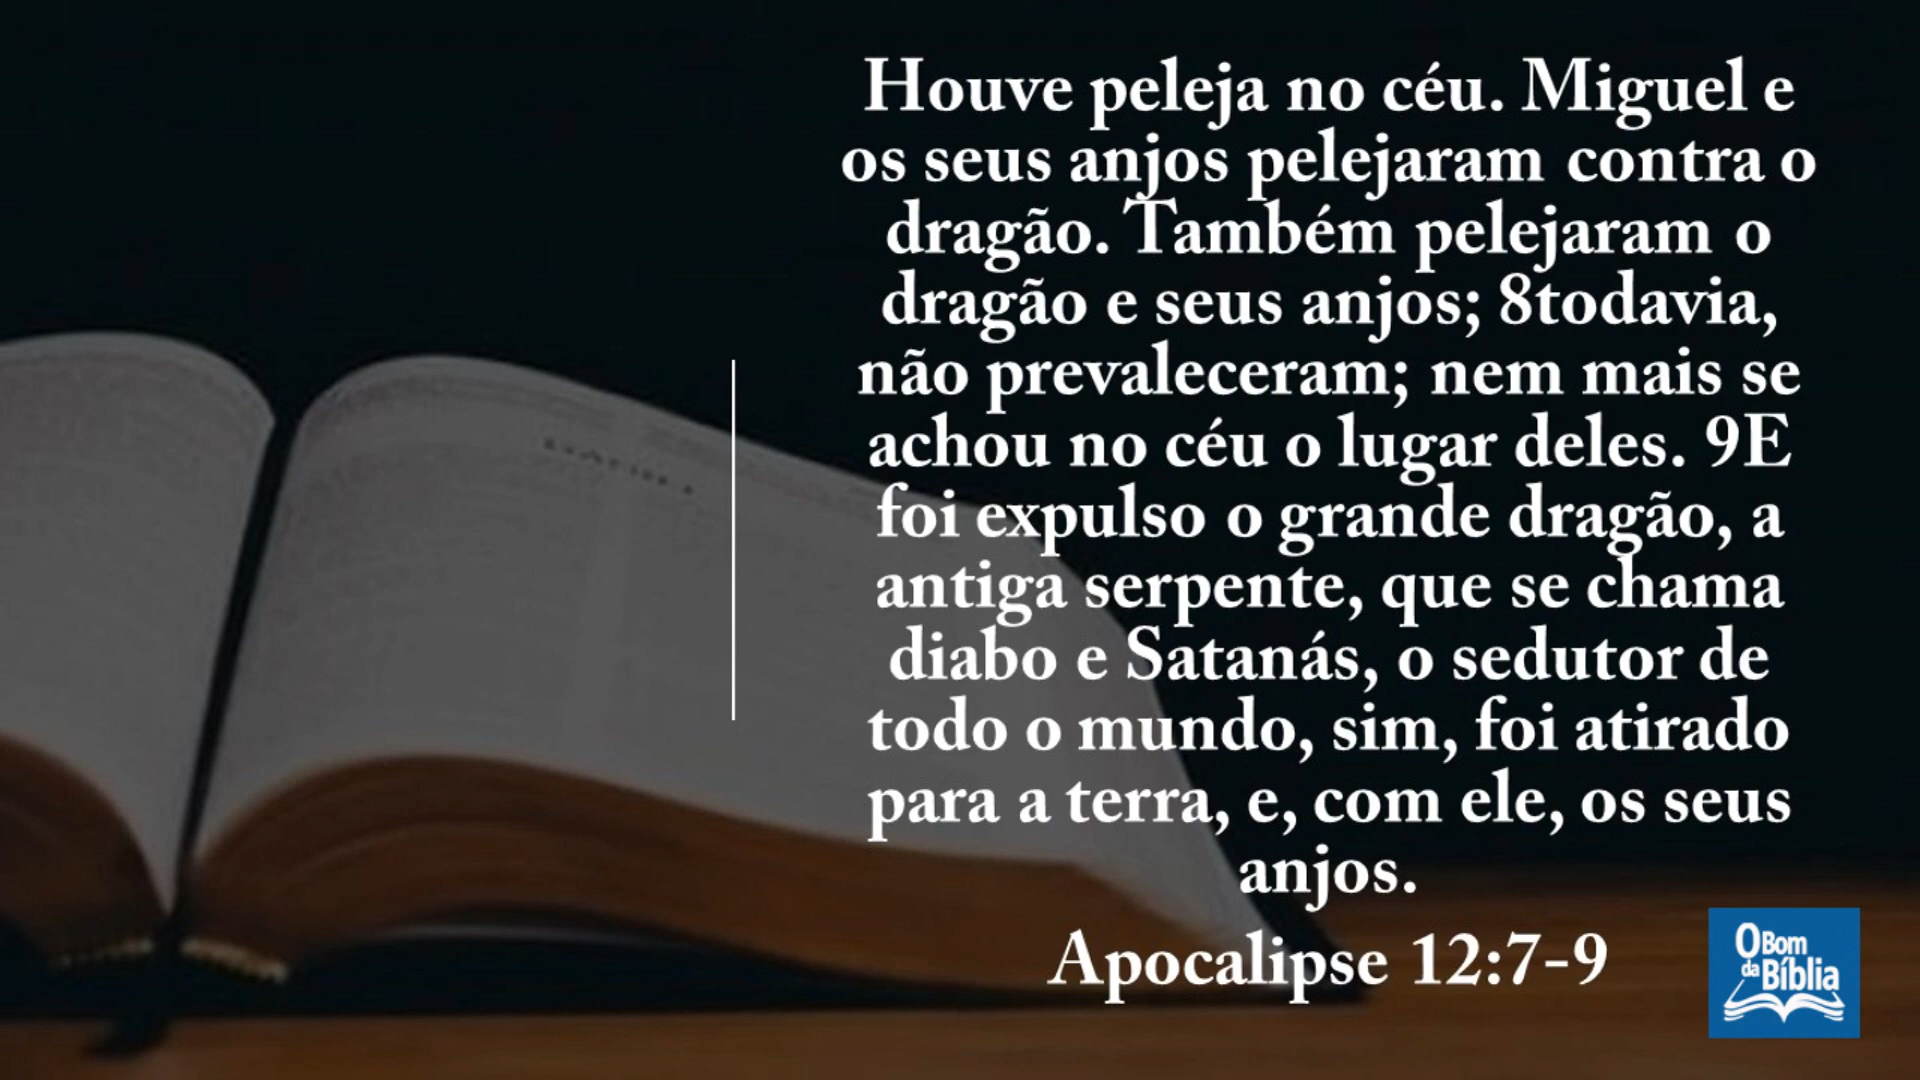 Houve peleja no céu. Miguel e
os seus anjos pelejaram contra o
dragão. Também pelejaram o
dragão e seus anjos; 8todavia,
não prevaleceram; nem mais se
achou no céu o lugar deles. 9E
foi expulso o grande dragão, a
antiga serpente, que se chama
diabo e Satanás, o sedutor de
todo o mundo, sim, foi atirado
para a terra, e, com ele, os seus
anjos.
Apocalipse 12:7-9
O Bom
da Bíblia